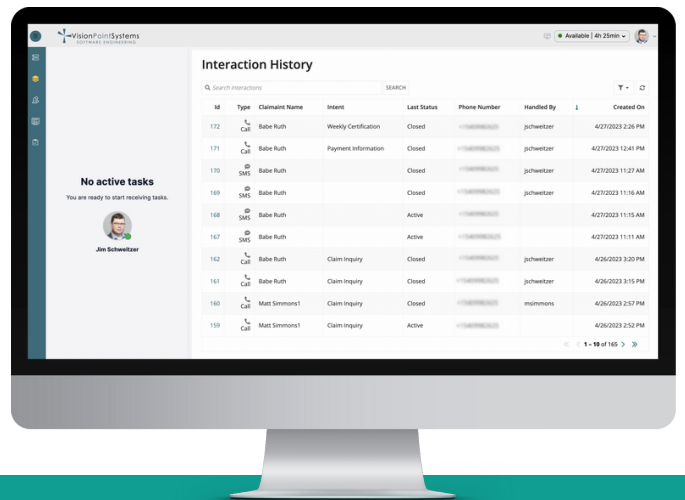 VisionPointSystems
SOFTWARE ENGINEERING
Available | 4h 25min
No active tasks
You are ready to start receiving tasks.
Jim Schweitzer
Interaction History
Search interactions SEARCH
Id Type Claimaint Name Intent Last Status Phone Number Handled By ↓ Created On
172 Call Babe Ruth Weekly Certification Closed jschweitzer 4/27/2023 2:26 PM
171 Call Babe Ruth Payment Information Closed jschweitzer 4/27/2023 12:41 PM
170 SMS Babe Ruth Closed jschweitzer 4/27/2023 11:27 AM
169 SMS Babe Ruth Closed jschweitzer 4/27/2023 11:16 AM
168 SMS Babe Ruth Active 4/27/2023 11:15 AM
167 SMS Babe Ruth Active 4/27/2023 11:11 AM
162 Call Babe Ruth Claim Inquiry Closed jschweitzer 4/26/2023 3:20 PM
161 Call Babe Ruth Claim Inquiry Closed jschweitzer 4/26/2023 3:15 PM
160 Call Matt Simmons1 Claim Inquiry Closed msimmons 4/26/2023 2:57 PM
159 Call Matt Simmons1 Claim Inquiry Active 4/26/2023 2:52 PM
« < 1 - 10 of 165 > »